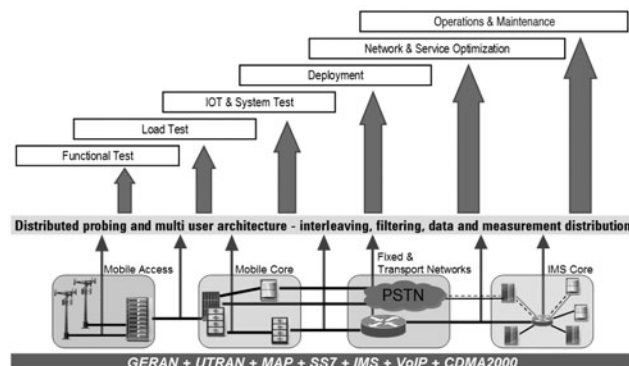 Operations & Maintenance
Network & Service Optimization
Deployment
IOT & System Test
Load Test
Functional Test
Distributed probing and multi user architecture - interleaving, filtering, data and measurement distribution
Mobile Access
Mobile Core
Fixed &
Transport Networks
IMS Core
PSTN
GERAN + UTRAN + MAP + SS7 + IMS + VoIP + CDMA2000